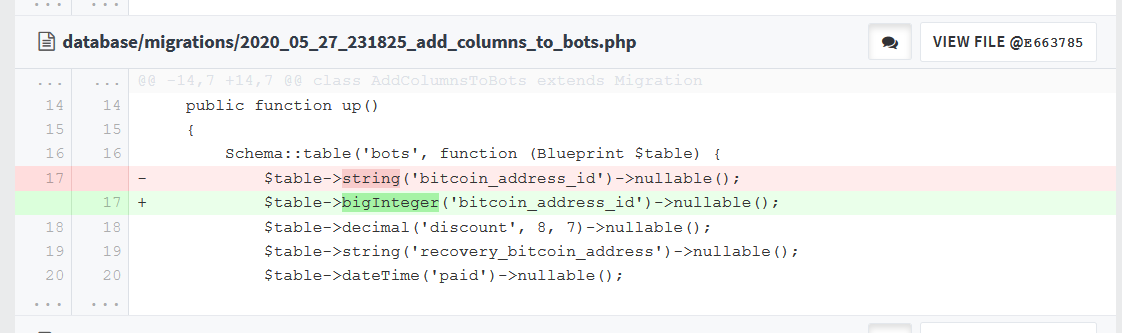 ... ...
database/migrations/2020_05_27_231825_add_columns_to_bots.php VIEW FILE @E663785
... ... @@ -14,7 +14,7 @@ class AddColumnsToBots extends Migration
14 14 public function up()
15 15 {
16 16 Schema::table('bots', function (Blueprint $table) {
17 - $table->string('bitcoin_address_id')->nullable();
17 + $table->bigInteger('bitcoin_address_id')->nullable();
18 18 $table->decimal('discount', 8, 7)->nullable();
19 19 $table->string('recovery_bitcoin_address')->nullable();
20 20 $table->dateTime('paid')->nullable();
... ...